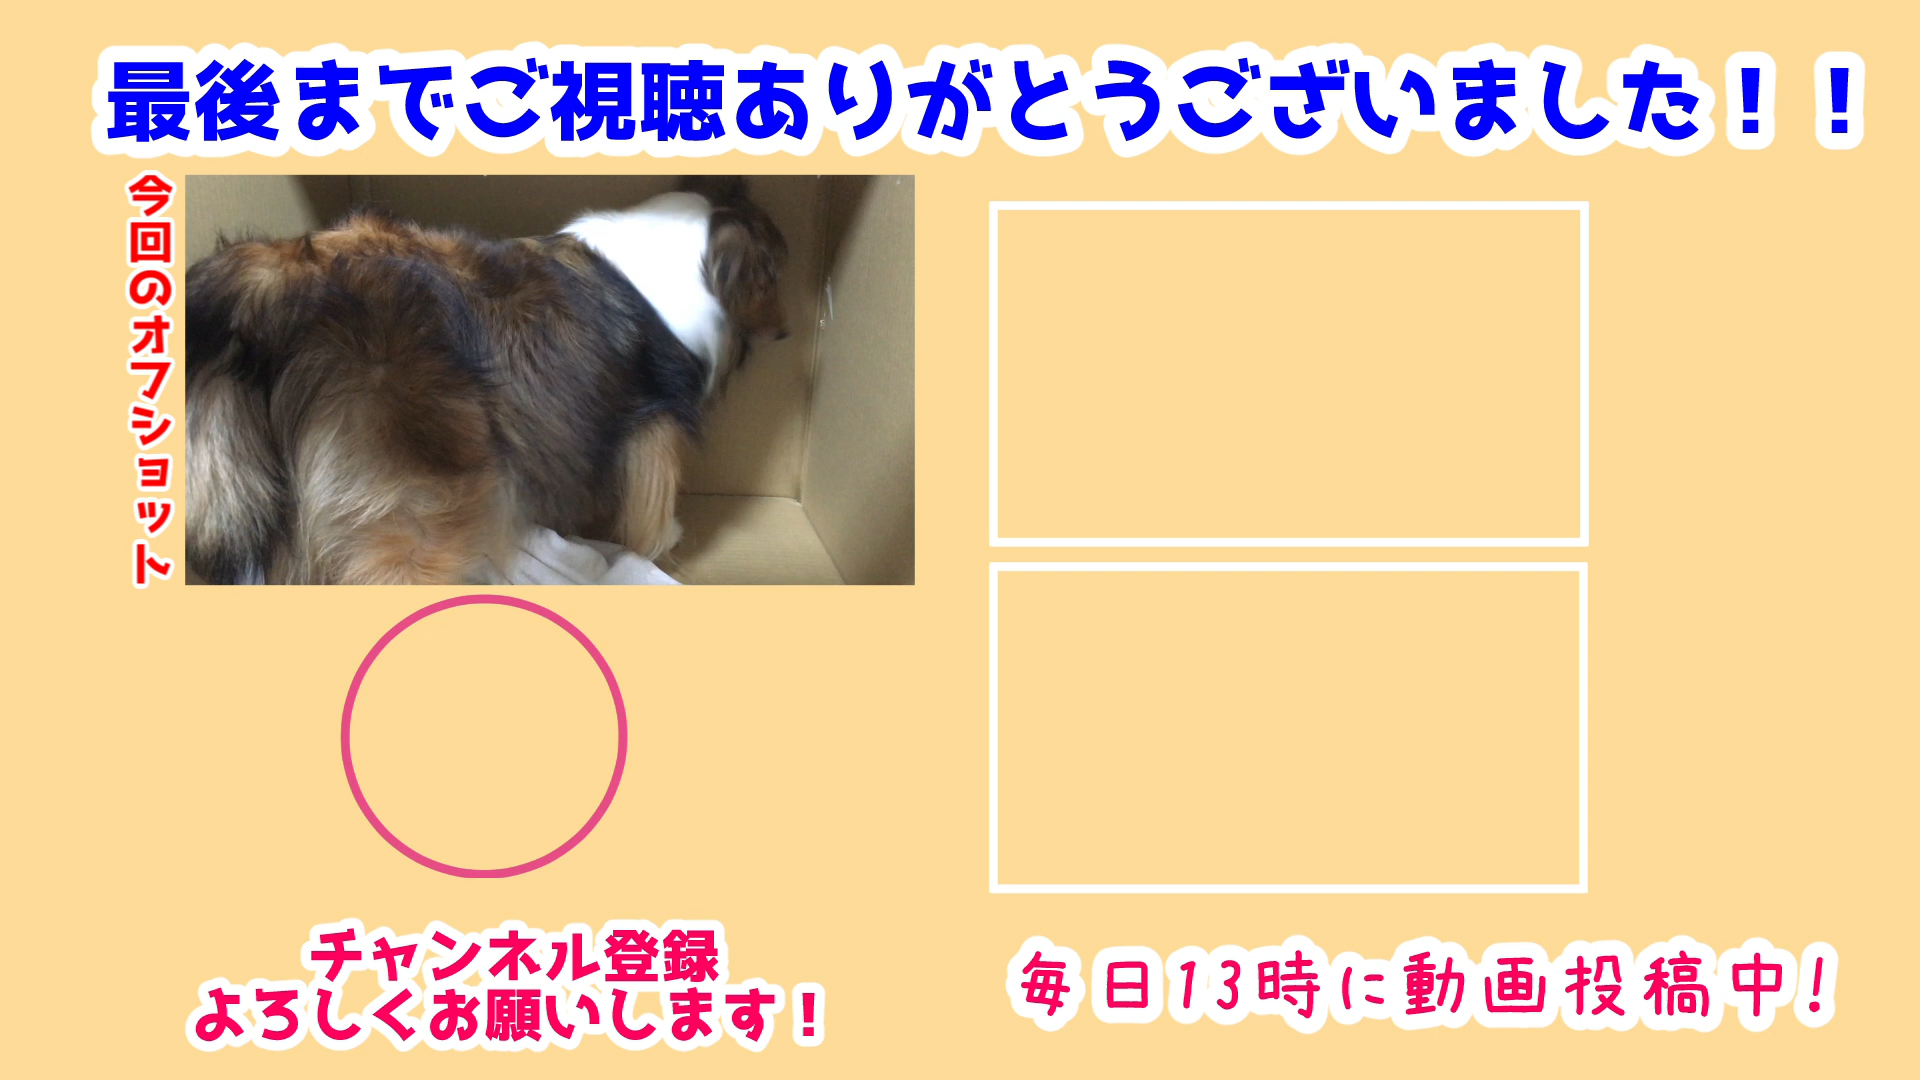 最後までご視聴ありがとうございました！！
今回のオフショット
チャンネル登録
よろしくお願いします！
毎日13時に動画投稿中！